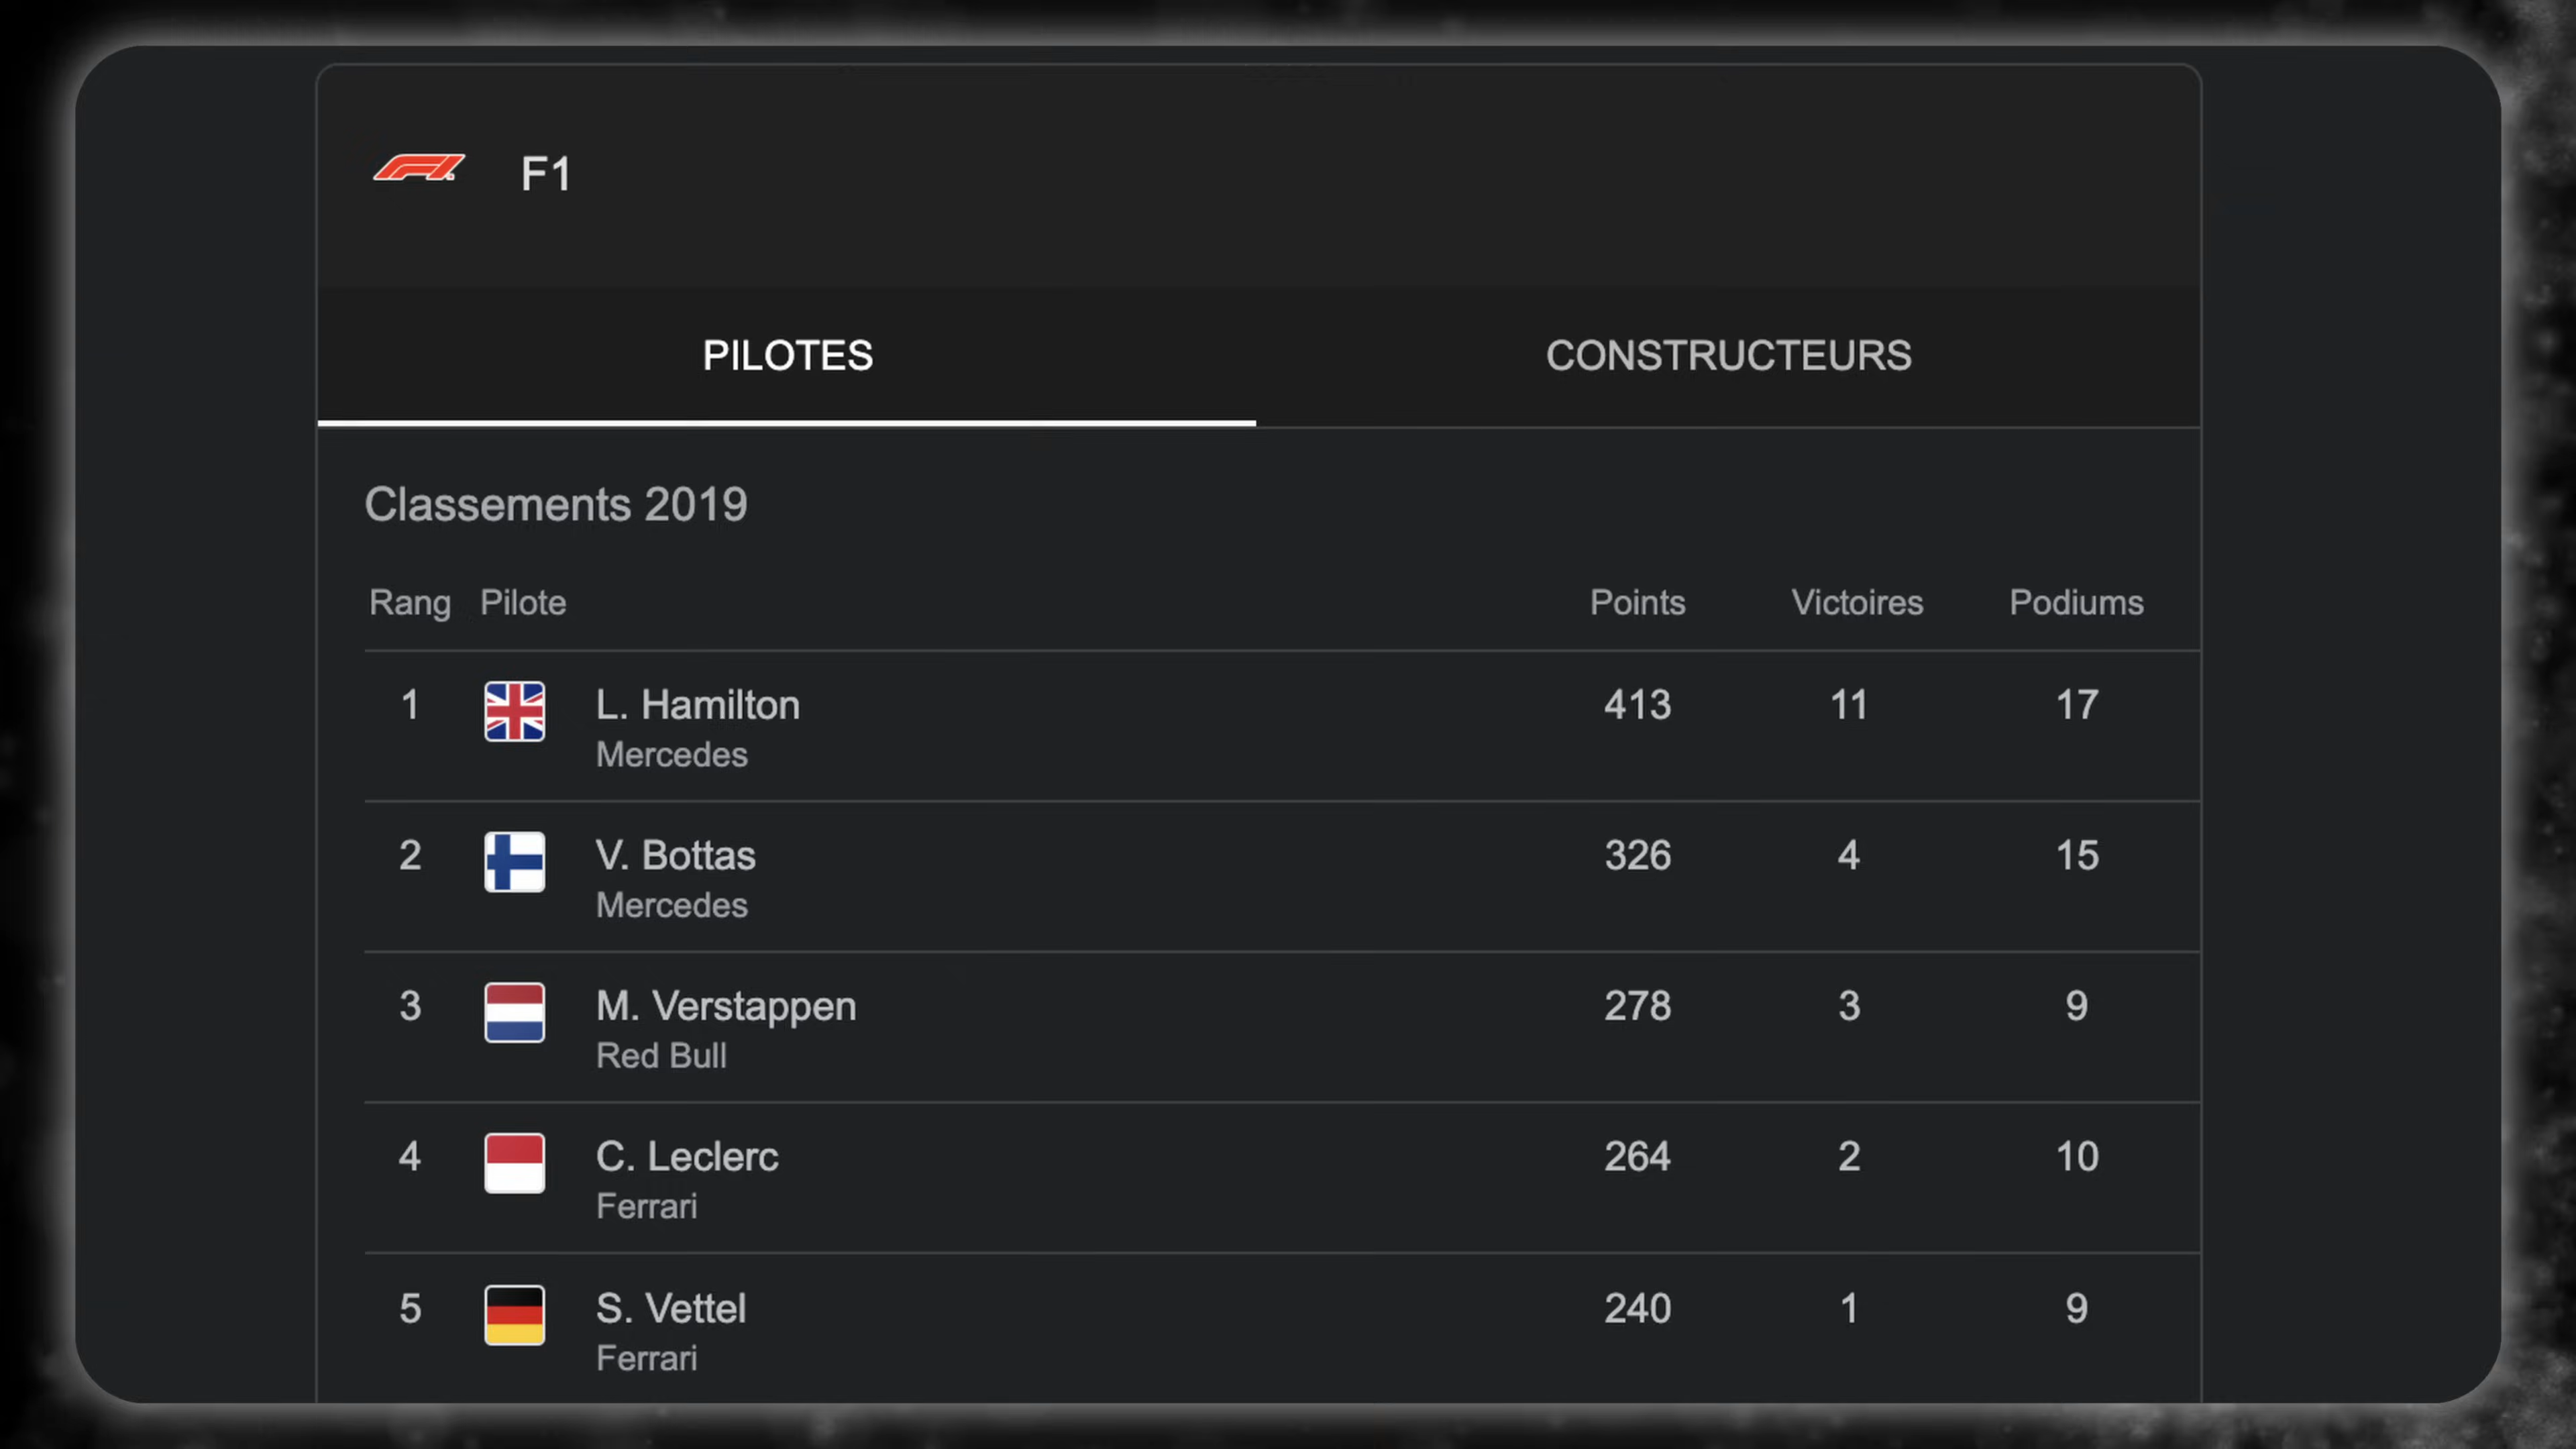 F1
PILOTES CONSTRUCTEURS
Classements 2019
Rang Pilote Points Victoires Podiums
1 L. Hamilton 413 11 17
Mercedes
2 V. Bottas 326 4 15
Mercedes
3 M. Verstappen 278 3 9
Red Bull
4 C. Leclerc 264 2 10
Ferrari
5 S. Vettel 240 1 9
Ferrari